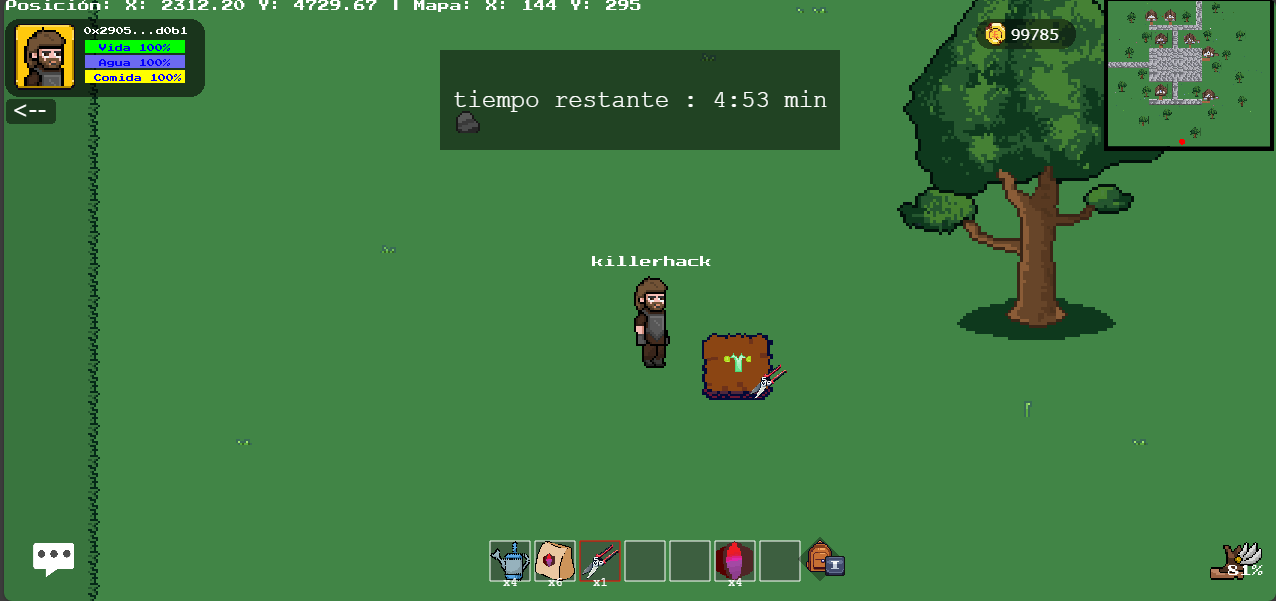 Posición: X: 2312.20 Y: 4729.67 | Mapa: X: 144 Y: 295
0x2905...d0b1
Vida 100%
Agua 100%
Comida 100%
<--
99785
tiempo restante : 4:53 min
killerhack
x4
x6
x1
x4
I
81%